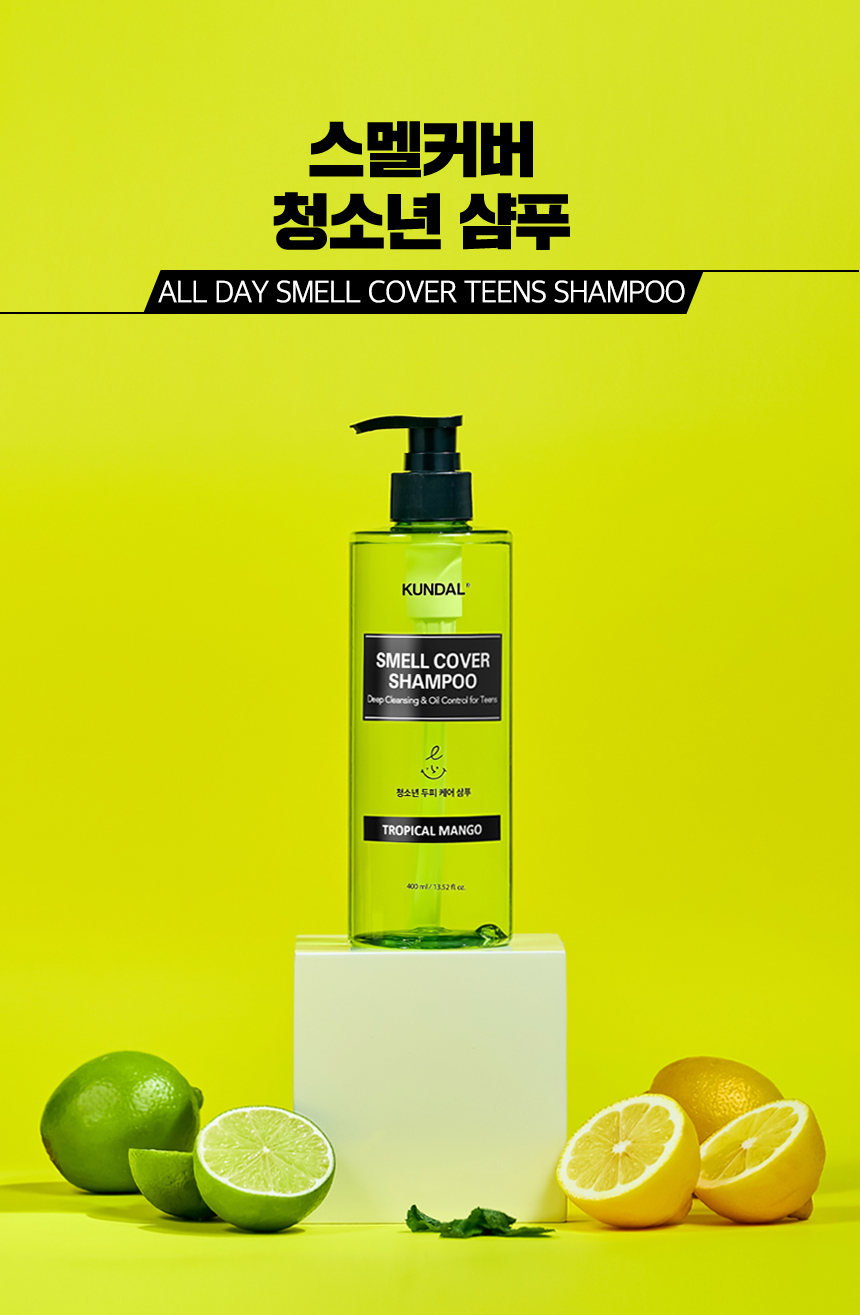 스멜커버
청소년 샴푸
ALL DAY SMELL COVER TEENS SHAMPOO
KUNDAL®
SMELL COVER
SHAMPOO
Deep Cleansing & Oil Control for Teens
청소년 두피 케어 샴푸
TROPICAL MANGO
400 ml / 13.52 fl. oz.